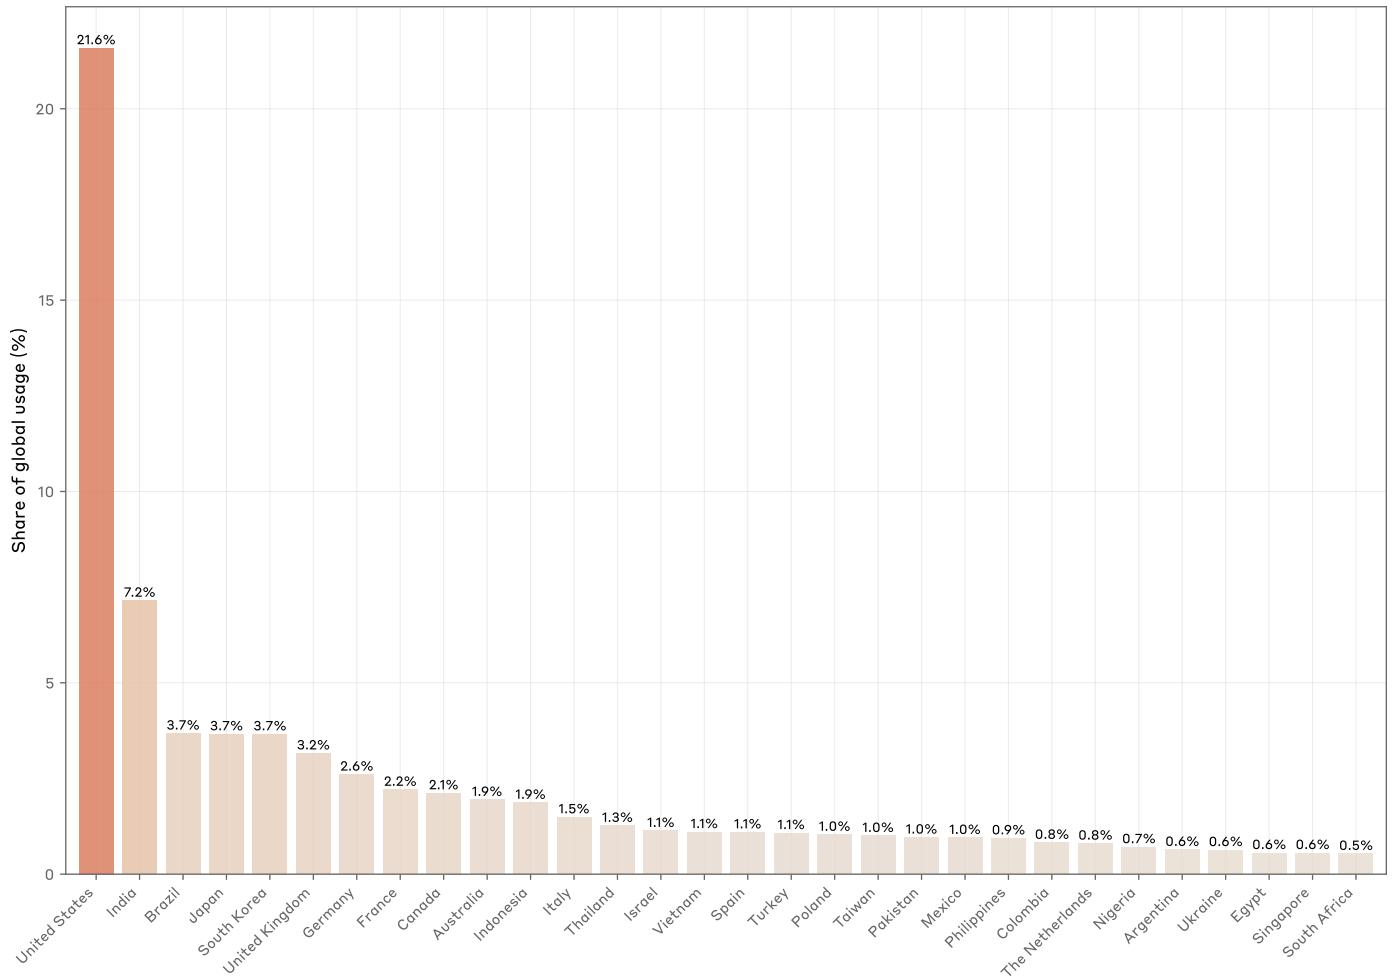 21.6%
20
15
10
7.2%
5
3.7% 3.7% 3.7%
3.2%
2.6%
2.2%
2.1%
1.9% 1.9%
1.5%
1.3%
1.1% 1.1% 1.1% 1.1% 1.0% 1.0% 1.0% 1.0% 0.9% 0.8% 0.8% 0.7% 0.6% 0.6% 0.6% 0.6% 0.5%
0
Share of global usage (%)
United States
India
Brazil
Japan
South Korea
United Kingdom
Germany
France
Canada
Australia
Indonesia
Italy
Thailand
Israel
Vietnam
Spain
Turkey
Poland
Taiwan
Pakistan
Mexico
Philippines
Colombia
The Netherlands
Nigeria
Argentina
Ukraine
Egypt
Singapore
South Africa